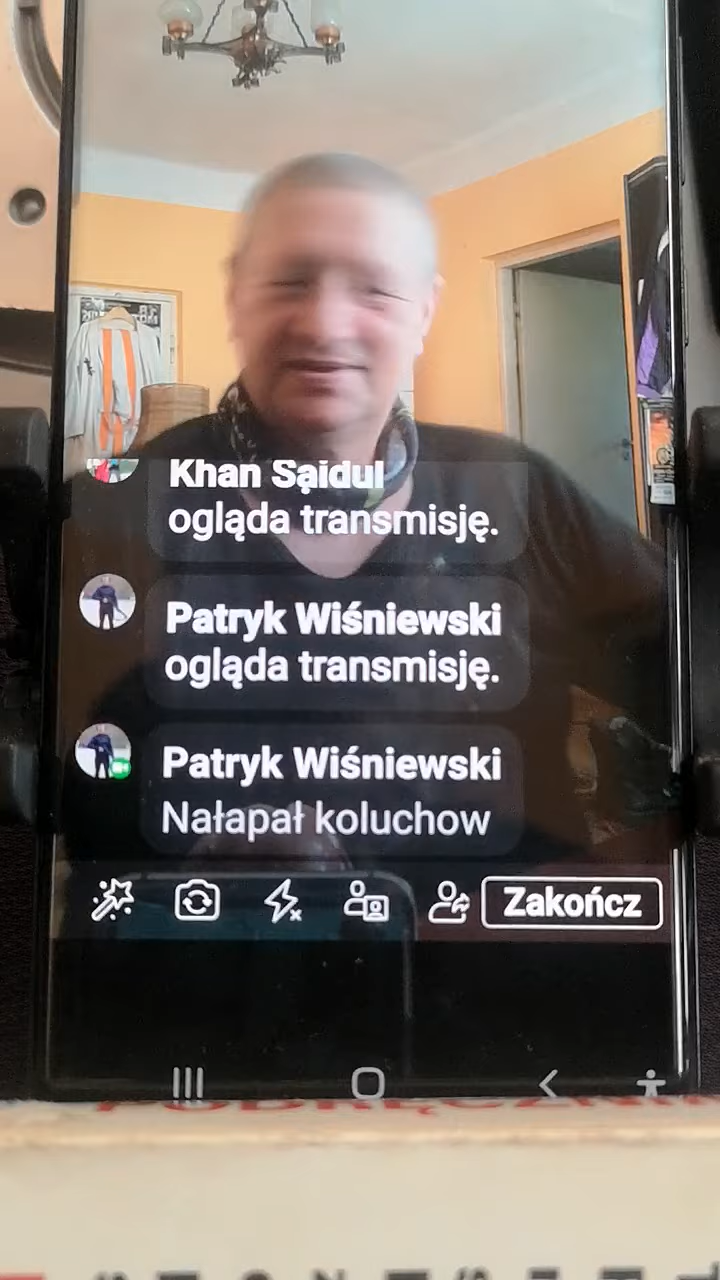 Khan Sąidul
ogląda transmisję.
Patryk Wiśniewski
ogląda transmisję.
Patryk Wiśniewski
Nałapał koluchow
Zakończ